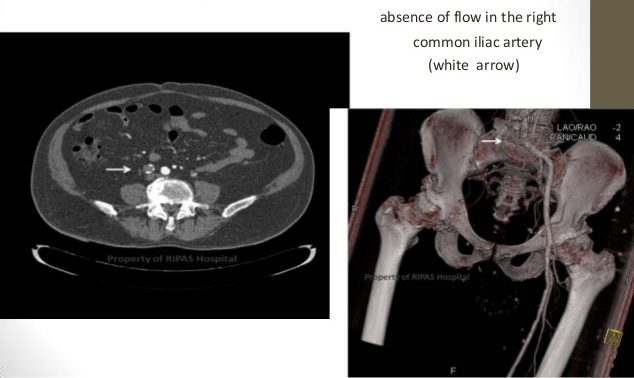 absence of flow in the right
common iliac artery
(white arrow)
LAO/RAO -2
CRAN/CAUD 4
R
Property of RIPAS Hospital
Property of RIPAS Hospital
F